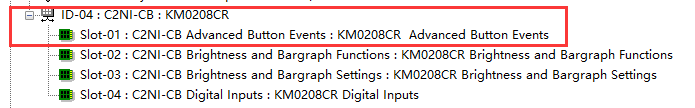 ID-04 : C2NI-CB : KM0208CR
Slot-01 : C2NI-CB Advanced Button Events : KM0208CR  Advanced Button Events
Slot-02 : C2NI-CB Brightness and Bargraph Functions : KM0208CR Brightness and Bargraph Functions
Slot-03 : C2NI-CB Brightness and Bargraph Settings : KM0208CR Brightness and Bargraph Settings
Slot-04 : C2NI-CB Digital Inputs : KM0208CR Digital Inputs